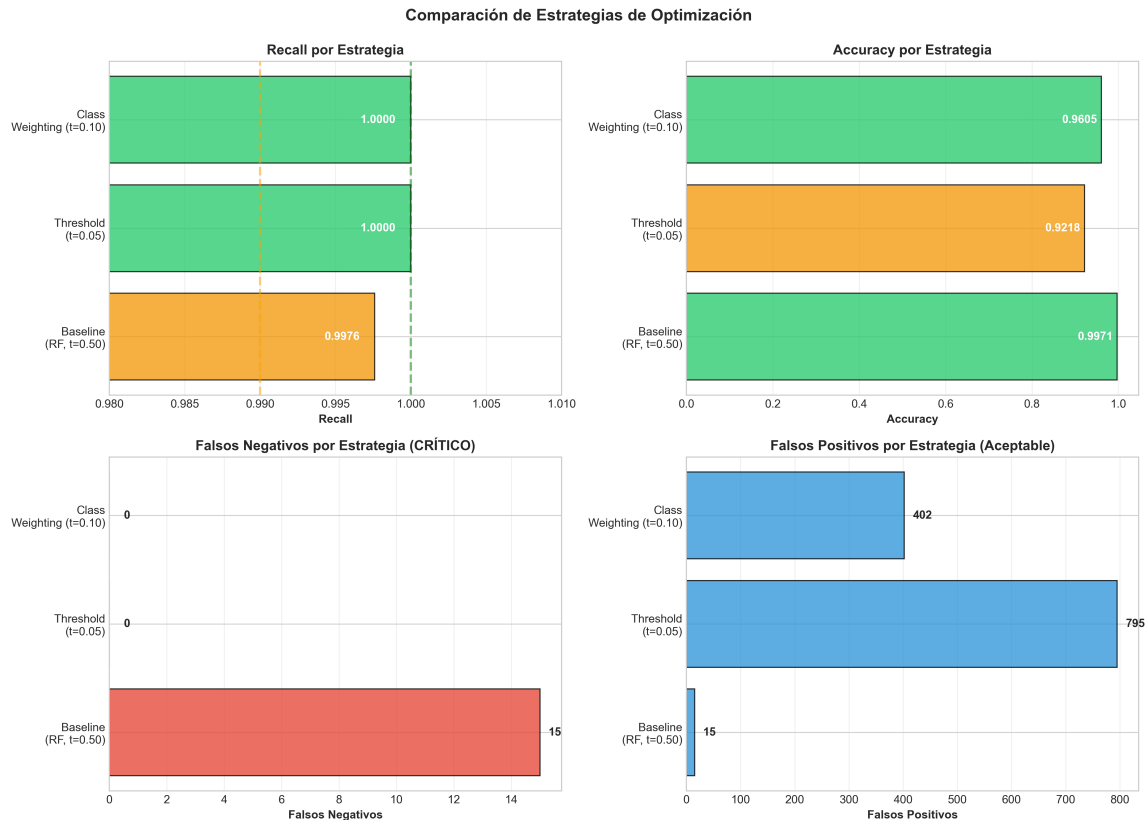 Comparación de Estrategias de Optimización
Recall por Estrategia
Class
Weighting (t=0.10)
1.0000
Threshold
(t=0.05)
1.0000
Baseline
(RF, t=0.50)
0.9976
0.980 0.985 0.990 0.995 1.000 1.005 1.010
Recall
Accuracy por Estrategia
Class
Weighting (t=0.10)
0.9605
Threshold
(t=0.05)
0.9218
Baseline
(RF, t=0.50)
0.9971
0.0 0.2 0.4 0.6 0.8 1.0
Accuracy
Falsos Negativos por Estrategia (CRÍTICO)
Class
Weighting (t=0.10)
0
Threshold
(t=0.05)
0
Baseline
(RF, t=0.50)
15
0 2 4 6 8 10 12 14
Falsos Negativos
Falsos Positivos por Estrategia (Aceptable)
Class
Weighting (t=0.10)
402
Threshold
(t=0.05)
795
Baseline
(RF, t=0.50)
15
0 100 200 300 400 500 600 700 800
Falsos Positivos